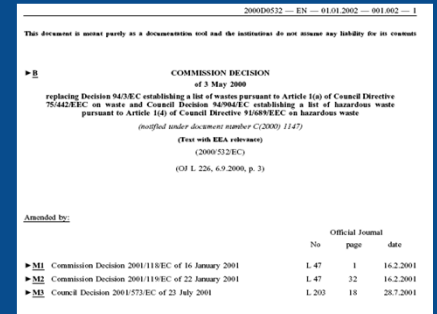 2000D0532 — EN — 01.01.2002 — 001.002 — 1
This document is meant purely as a documentation tool and the institutions do not assume any liability for its contents
►B
COMMISSION DECISION
of 3 May 2000
replacing Decision 94/3/EC establishing a list of wastes pursuant to Article 1(a) of Council Directive
75/442/EEC on waste and Council Decision 94/904/EC establishing a list of hazardous waste
pursuant to Article 1(4) of Council Directive 91/689/EEC on hazardous waste
(notified under document number C(2000) 1147)
(Text with EEA relevance)
(2000/532/EC)
(OJ L 226, 6.9.2000, p. 3)
Amended by:
Official Journal
No page date
►M1 Commission Decision 2001/118/EC of 16 January 2001 L 47 1 16.2.2001
►M2 Commission Decision 2001/119/EC of 22 January 2001 L 47 32 16.2.2001
►M3 Council Decision 2001/573/EC of 23 July 2001 L 203 18 28.7.2001